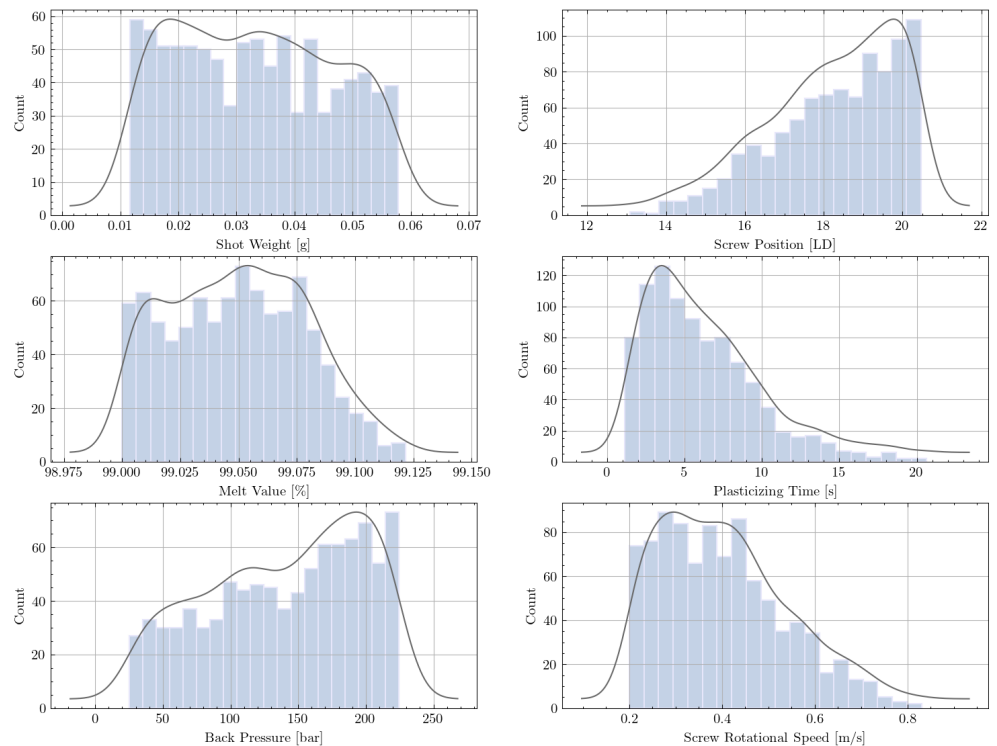 60
50
40
30
20
10
0
Count
0.00 0.01 0.02 0.03 0.04 0.05 0.06 0.07
Shot Weight [g]
100
80
60
40
20
0
Count
12 14 16 18 20 22
Screw Position [LD]
60
40
20
0
Count
98.975 99.000 99.025 99.050 99.075 99.100 99.125 99.150
Melt Value [%]
120
100
80
60
40
20
0
Count
0 5 10 15 20
Plasticizing Time [s]
60
40
20
0
Count
0 50 100 150 200 250
Back Pressure [bar]
80
60
40
20
0
Count
0.2 0.4 0.6 0.8
Screw Rotational Speed [m/s]